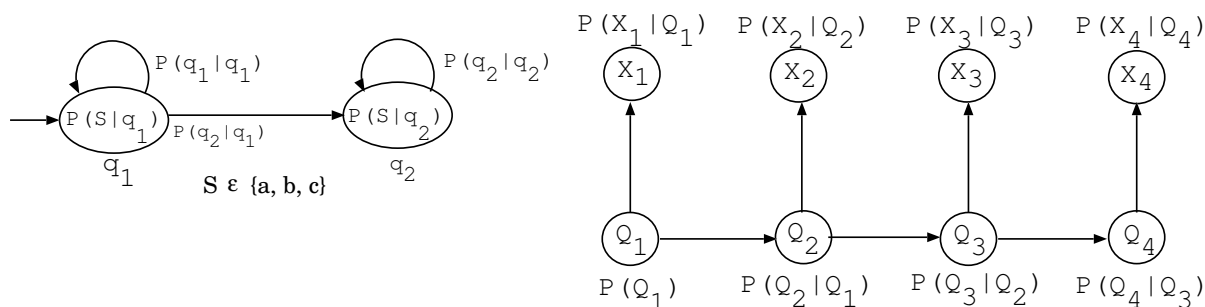 P(q₁|q₁)
P(q₂|q₂)
P(S|q₁)
P(q₂|q₁)
P(S|q₂)
q₁
q₂
S ε {a, b, c}
P(X₁|Q₁)
P(X₂|Q₂)
P(X₃|Q₃)
P(X₄|Q₄)
X₁
X₂
X₃
X₄
Q₁
Q₂
Q₃
Q₄
P(Q₁)
P(Q₂|Q₁)
P(Q₃|Q₂)
P(Q₄|Q₃)